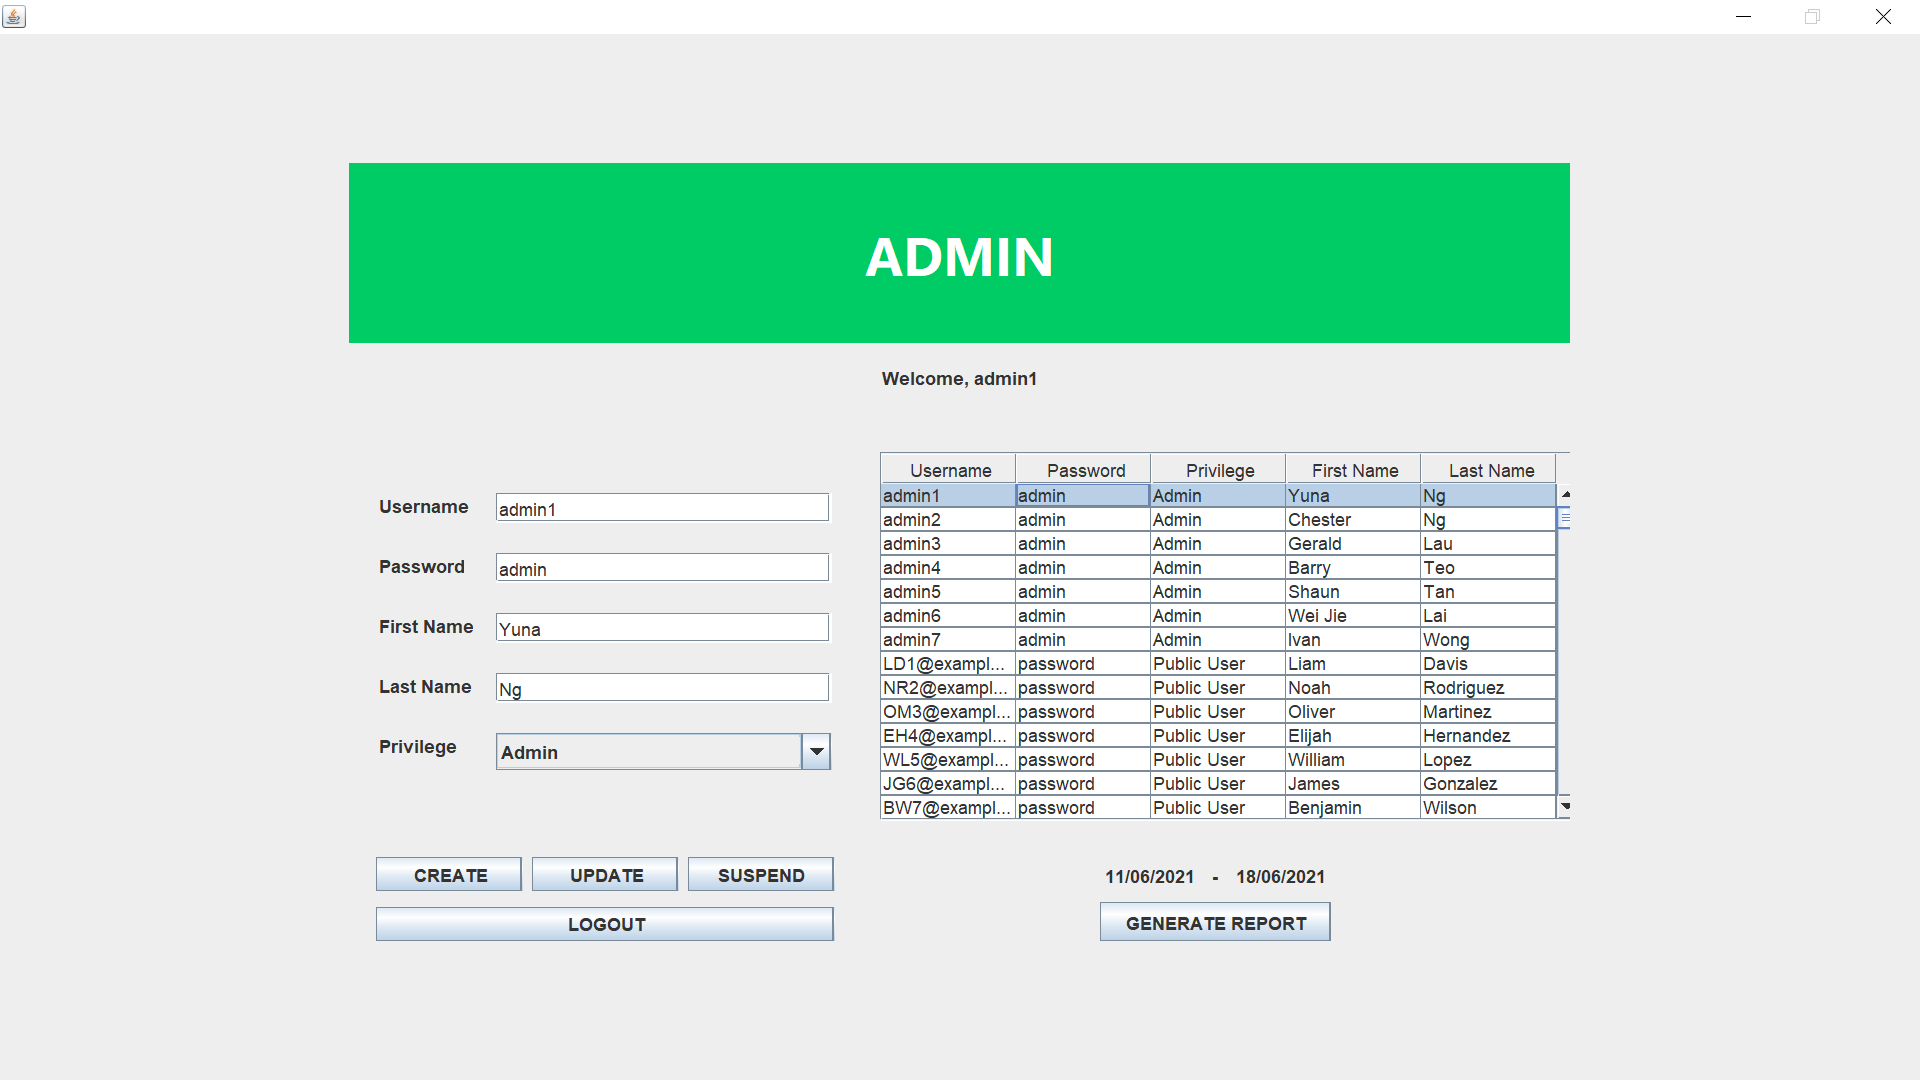 ADMIN
Welcome, admin1
Username admin1
Password admin
First Name Yuna
Last Name Ng
Privilege Admin
CREATE UPDATE SUSPEND
LOGOUT
Username Password Privilege First Name Last Name
admin1 admin Admin Yuna Ng
admin2 admin Admin Chester Ng
admin3 admin Admin Gerald Lau
admin4 admin Admin Barry Teo
admin5 admin Admin Shaun Tan
admin6 admin Admin Wei Jie Lai
admin7 admin Admin Ivan Wong
LD1@exampl... password Public User Liam Davis
NR2@exampl... password Public User Noah Rodriguez
OM3@exampl... password Public User Oliver Martinez
EH4@exampl... password Public User Elijah Hernandez
WL5@exampl... password Public User William Lopez
JG6@exampl... password Public User James Gonzalez
BW7@exampl... password Public User Benjamin Wilson
11/06/2021 - 18/06/2021
GENERATE REPORT